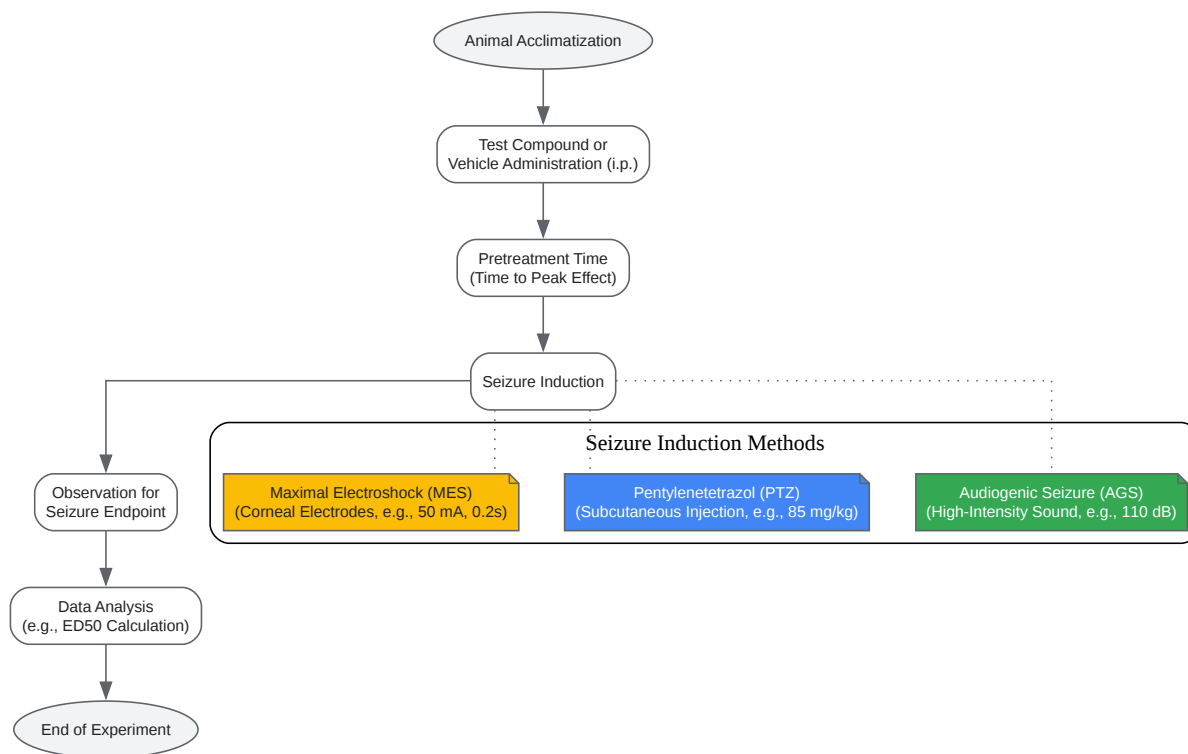 Animal Acclimatization
Test Compound or
Vehicle Administration (i.p.)
Pretreatment Time
(Time to Peak Effect)
Seizure Induction
Seizure Induction Methods
Maximal Electroshock (MES)
(Corneal Electrodes, e.g., 50 mA, 0.2s)
Pentylenetetrazol (PTZ)
(Subcutaneous Injection, e.g., 85 mg/kg)
Audiogenic Seizure (AGS)
(High-Intensity Sound, e.g., 110 dB)
Observation for
Seizure Endpoint
Data Analysis
(e.g., ED50 Calculation)
End of Experiment